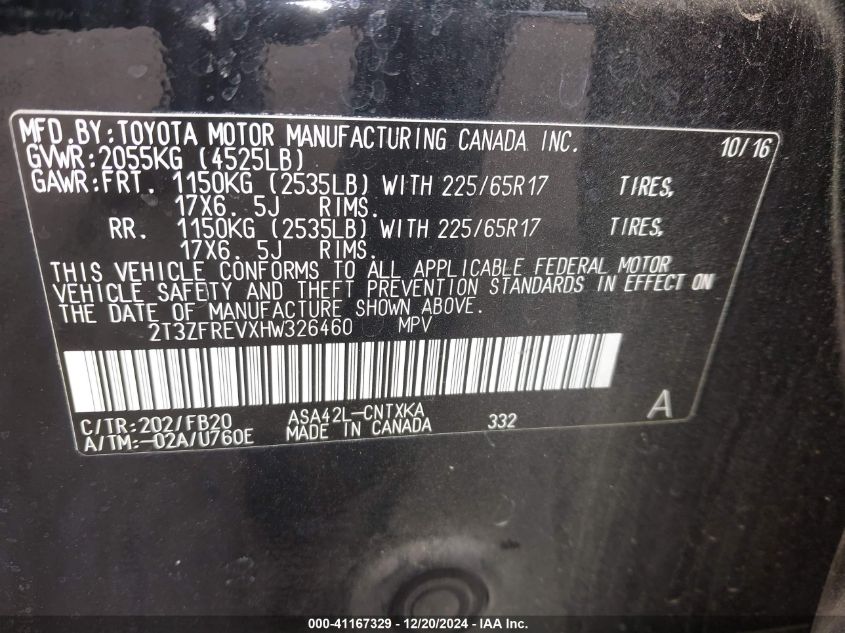 MFD.BY:TOYOTA MOTOR MANUFACTURING CANADA INC. 10/16
GVWR:2055KG (4525LB)
GAWR:FRT. 1150KG (2535LB) WITH 225/65R17 TIRES,
17X6. 5J RIMS.
RR. 1150KG (2535LB) WITH 225/65R17 TIRES,
17X6. 5J RIMS.
THIS VEHICLE CONFORMS TO ALL APPLICABLE FEDERAL MOTOR
VEHICLE SAFETY AND THEFT PREVENTION STANDARDS IN EFFECT ON
THE DATE OF MANUFACTURE SHOWN ABOVE.
2T3ZFREVXHW326460 MPV
C/TR:202/FB20 ASA42L-CNTXKA 332 A
A/TM:-02A/U760E MADE IN CANADA
000-41167329 - 12/20/2024 - IAA Inc.